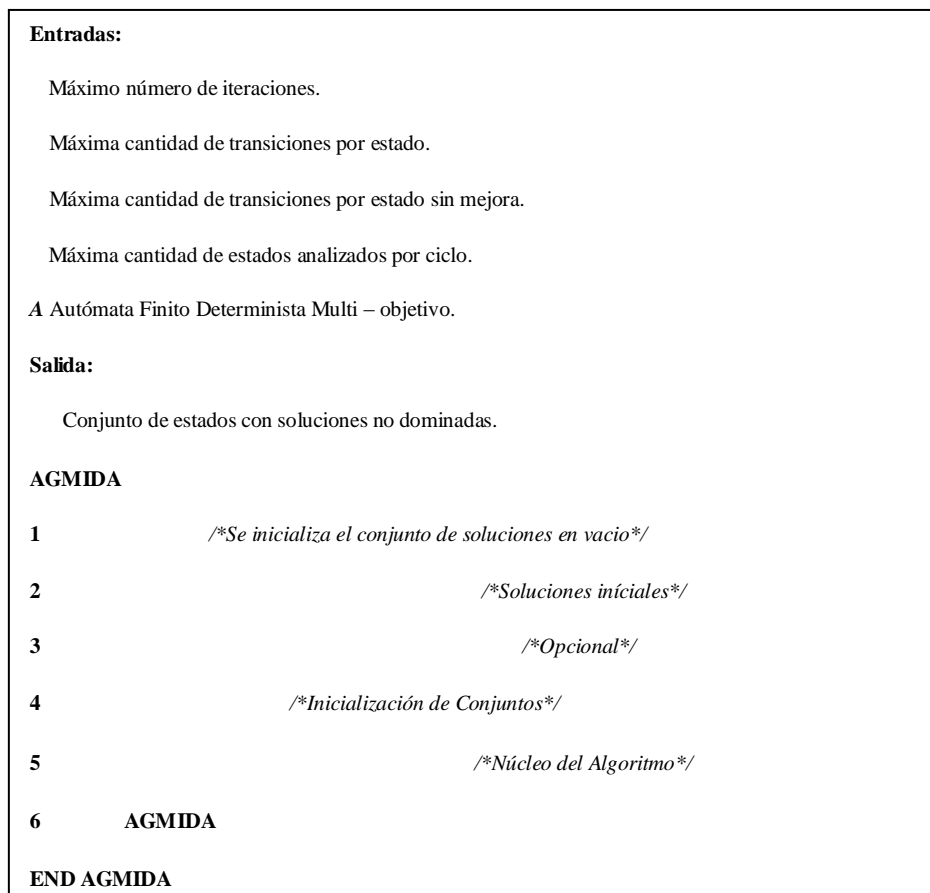 Entradas:
Máximo número de iteraciones.
Máxima cantidad de transiciones por estado.
Máxima cantidad de transiciones por estado sin mejora.
Máxima cantidad de estados analizados por ciclo.
A Autómata Finito Determinista Multi – objetivo.
Salida:
Conjunto de estados con soluciones no dominadas.
AGMIDA
1 /*Se inicializa el conjunto de soluciones en vacio*/
2 /*Soluciones iníciales*/
3 /*Opcional*/
4 /*Inicialización de Conjuntos*/
5 /*Núcleo del Algoritmo*/
6 AGMIDA
END AGMIDA